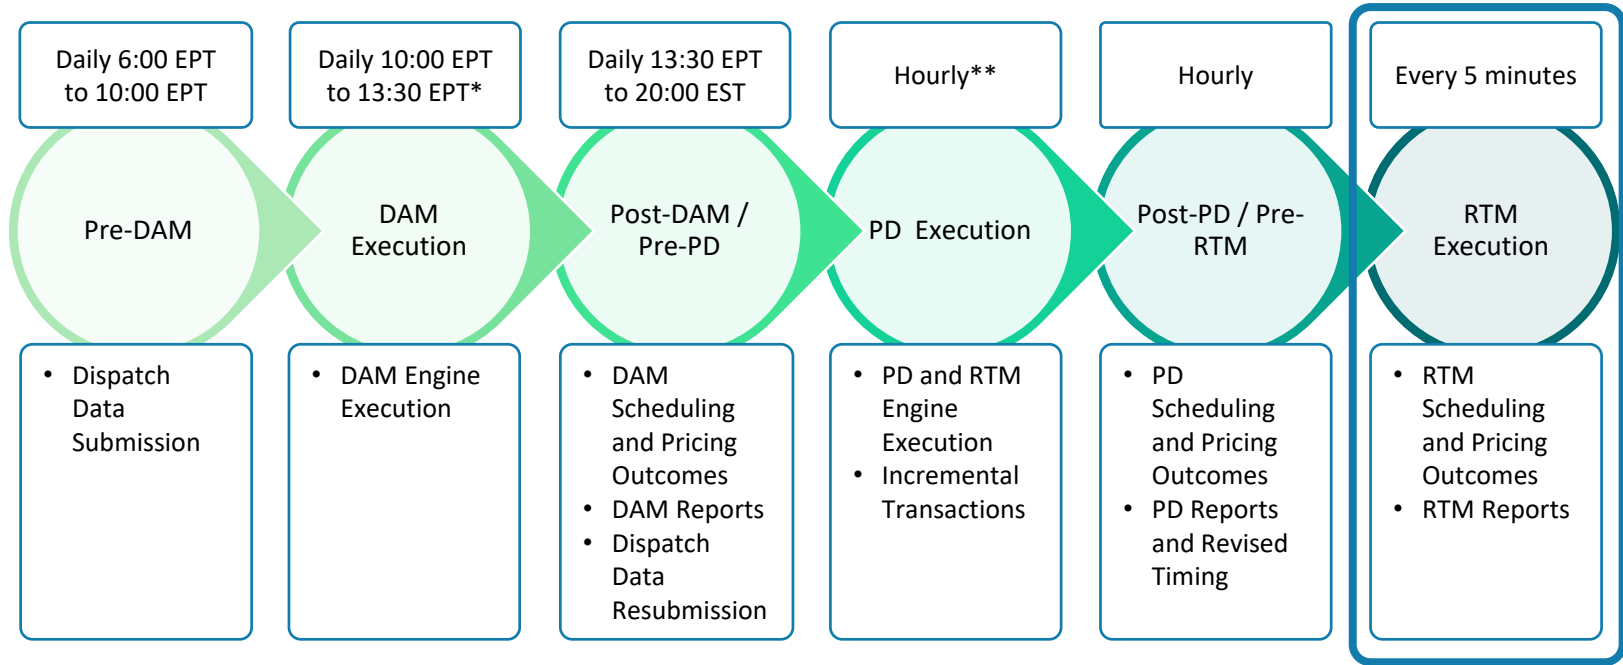 Daily 6:00 EPT
to 10:00 EPT
Daily 10:00 EPT
to 13:30 EPT*
Daily 13:30 EPT
to 20:00 EST
Hourly**
Hourly
Every 5 minutes
Pre-DAM
DAM
Execution
Post-DAM /
Pre-PD
PD Execution
Post-PD / Pre-
RTM
RTM
Execution
• Dispatch
Data
Submission
• DAM Engine
Execution
• DAM
Scheduling
and Pricing
Outcomes
• DAM Reports
• Dispatch
Data
Resubmission
• PD and RTM
Engine
Execution
• Incremental
Transactions
• PD
Scheduling
and Pricing
Outcomes
• PD Reports
and Revised
Timing
• RTM
Scheduling
and Pricing
Outcomes
• RTM Reports